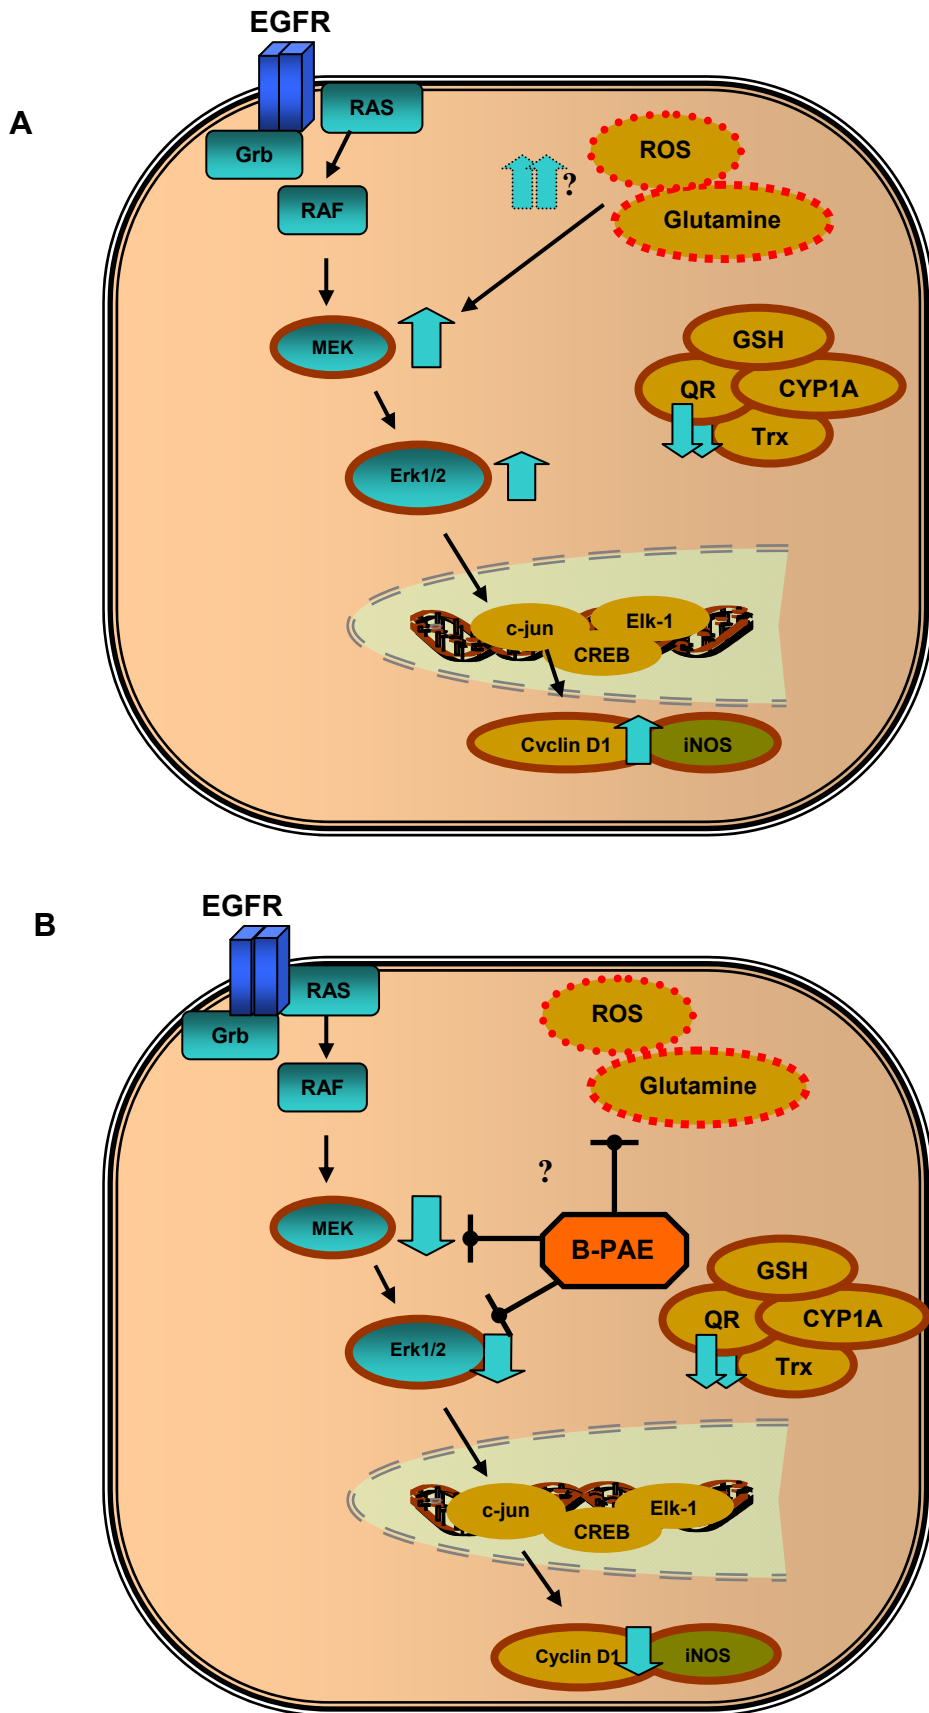 EGFR
A
RAS
Grb
ROS
?
RAF
Glutamine
GSH
MEK
QR
CYP1A
Trx
Erk1/2
Elk-1
c-jun
CREB
Cvclin D1
iNOS
EGFR
B
RAS
ROS
Grb
RAF
Glutamine
?
MEK
B-PAE
GSH
QR
CYP1A
Erk1/2
Trx
c-jun
Elk-1
CREB
Cyclin D1
iNOS